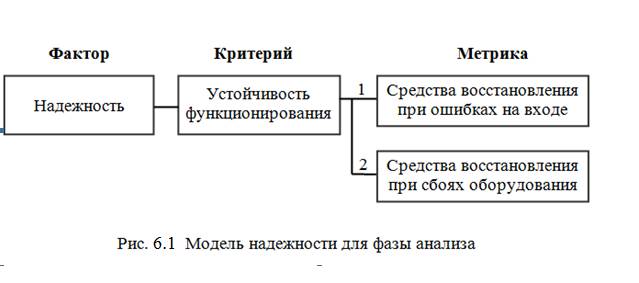 Фактор
Критерий
Метрика
Надежность
Устойчивость
функционирования
1
Средства восстановления
при ошибках на входе
2
Средства восстановления
при сбоях оборудования
Рис. 6.1 Модель надежности для фазы анализа